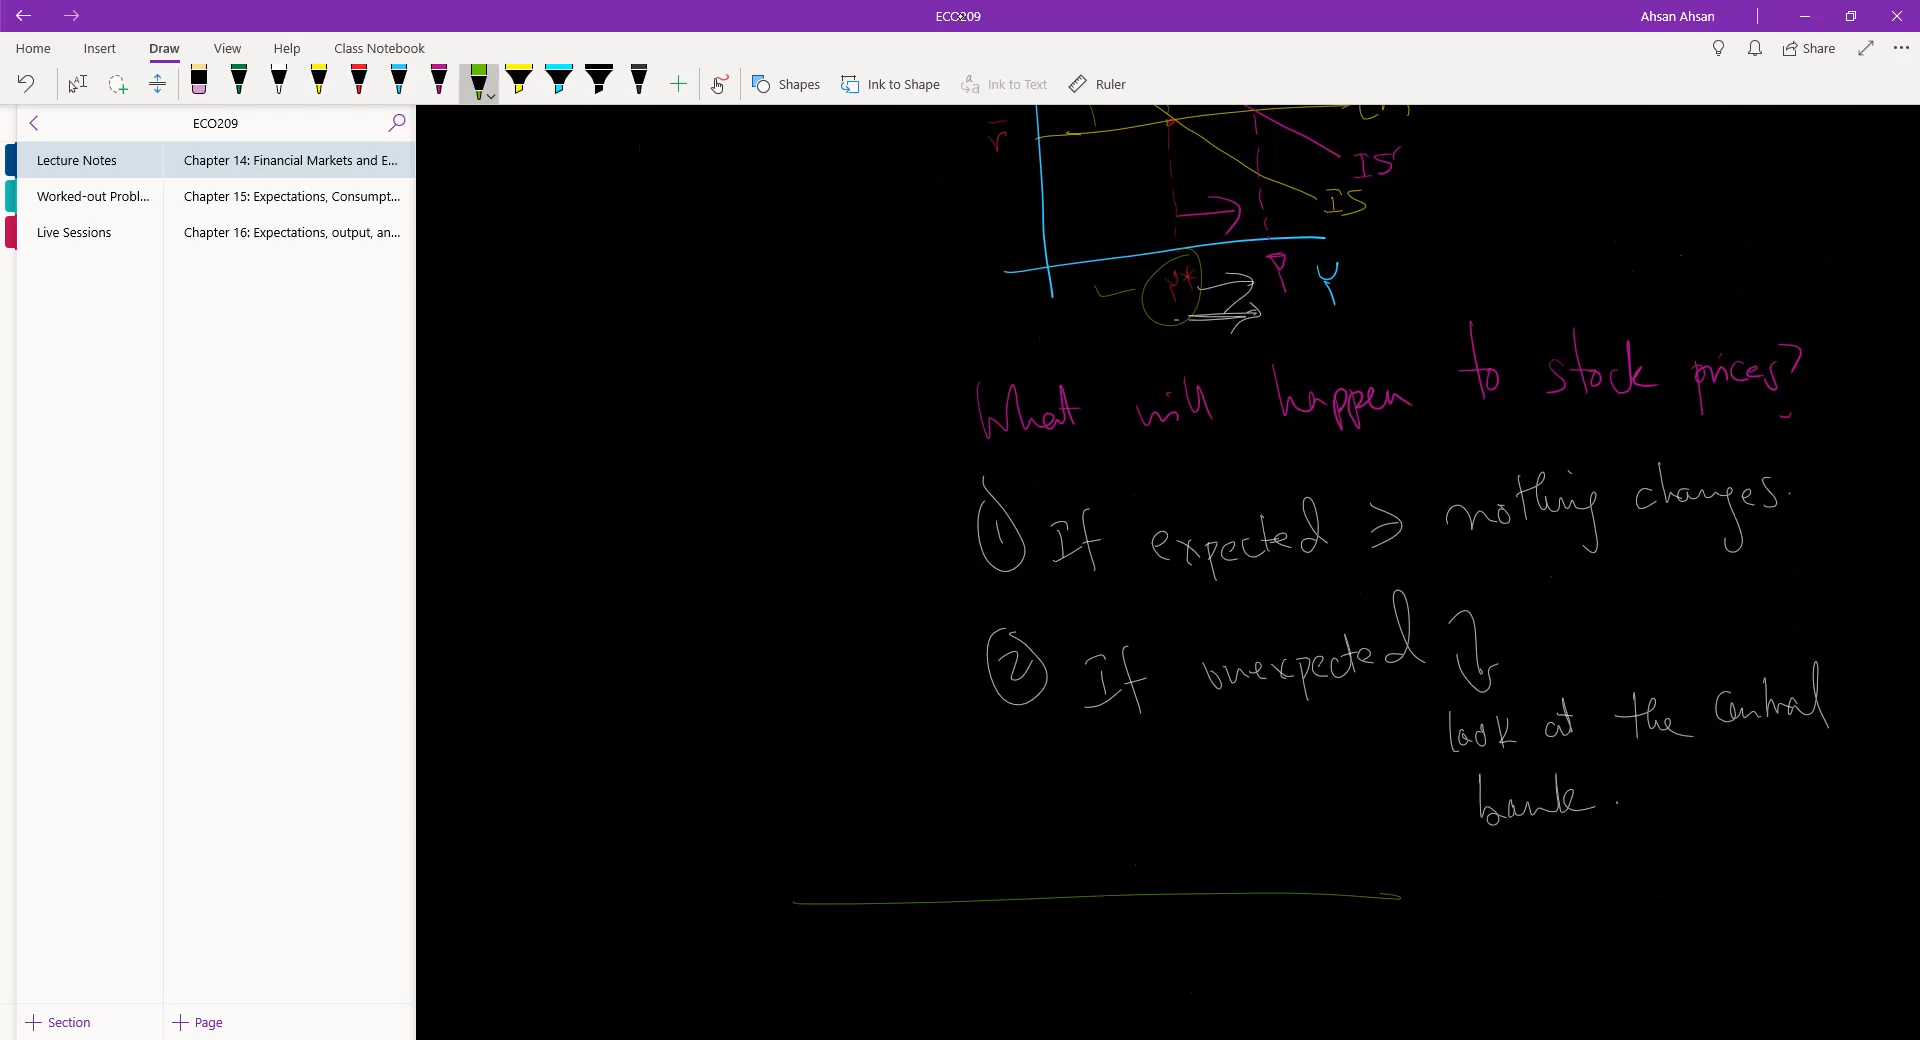 ECO209
Ahsan Ahsan
Home Insert Draw View Help Class Notebook
Share
Shapes Ink to Shape Ink to Text Ruler
ECO209
Lecture Notes
Worked-out Probl...
Live Sessions
Chapter 14: Financial Markets and E...
Chapter 15: Expectations, Consumpt...
Chapter 16: Expectations, output, an...
r̅
IS'
IS
Y*
Y
Y
What will happen to stock prices?
① If expected ⇒ nothing changes.
② If unexpected
look at the central
bank.
+ Section
+ Page